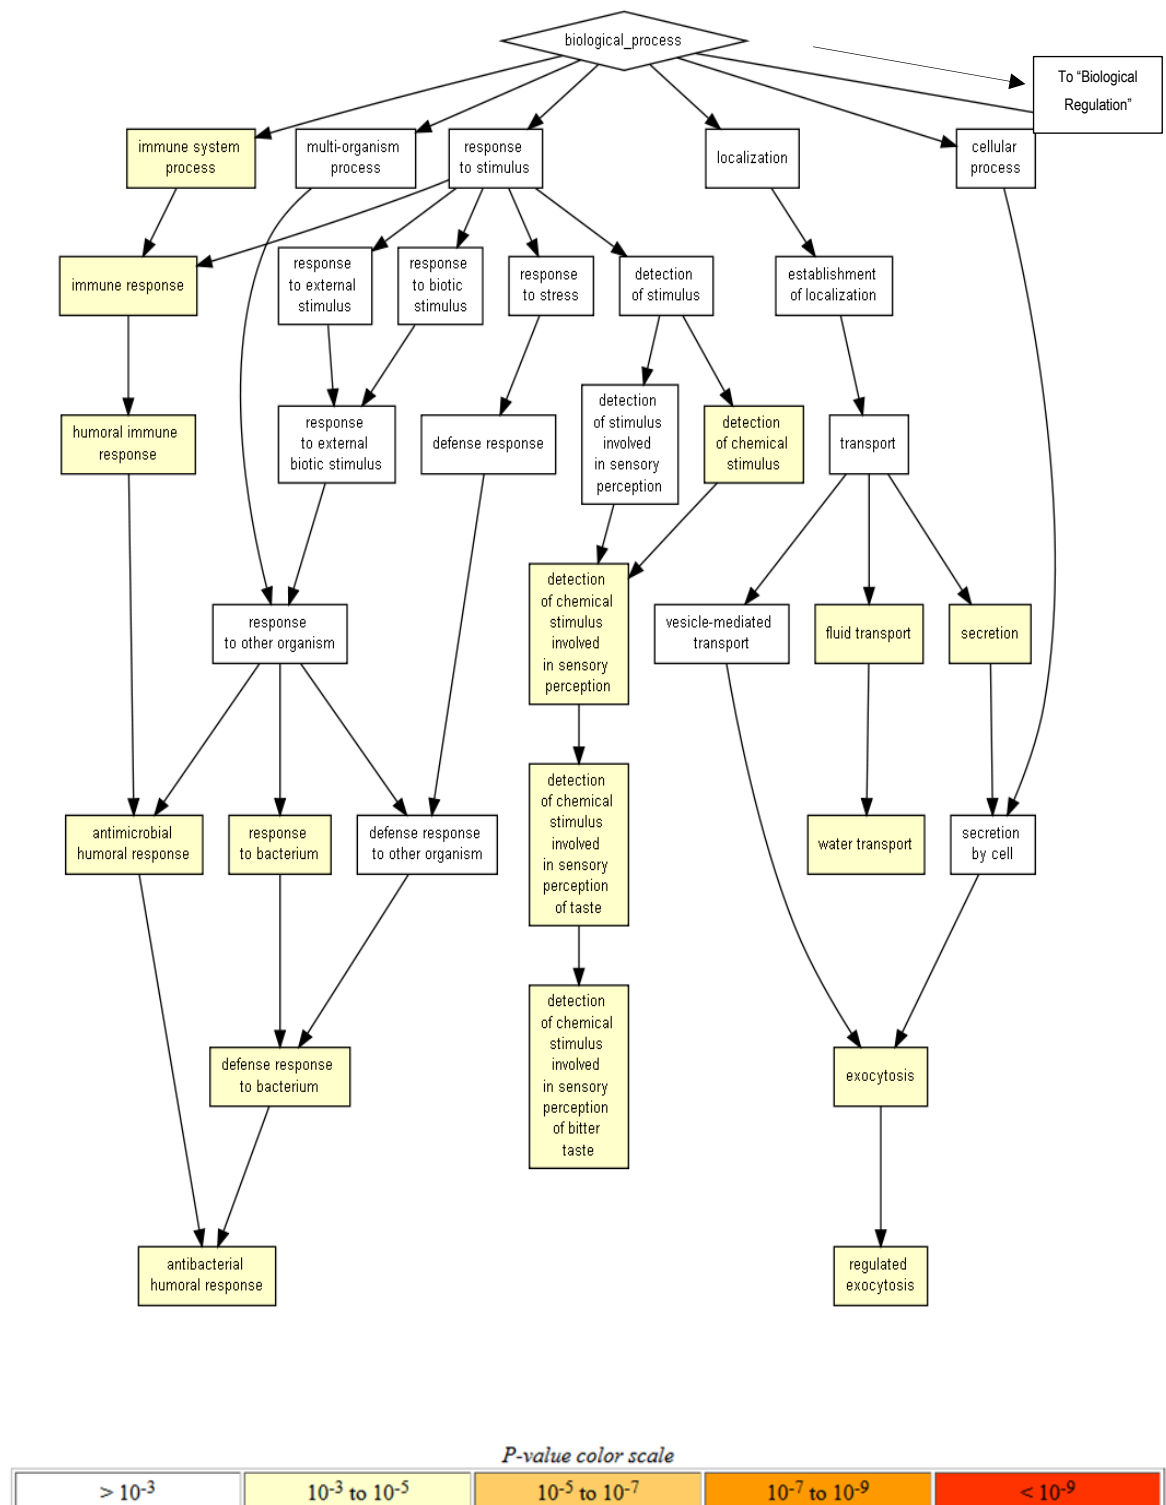 biological_process
To “Biological
Regulation”
immune system
process
multi-organism
process
response
to stimulus
localization
cellular
process
immune response
response
to external
stimulus
response
to biotic
stimulus
response
to stress
detection
of stimulus
establishment
of localization
humoral immune
response
response
to external
biotic stimulus
defense response
detection
of stimulus
involved
in sensory
perception
detection
of chemical
stimulus
transport
response
to other organism
detection
of chemical
stimulus
involved
in sensory
perception
vesicle-mediated
transport
fluid transport
secretion
antimicrobial
humoral response
response
to bacterium
defense response
to other organism
detection
of chemical
stimulus
involved
in sensory
perception
of taste
water transport
secretion
by cell
defense response
to bacterium
detection
of chemical
stimulus
involved
in sensory
perception
of bitter
taste
exocytosis
antibacterial
humoral response
regulated
exocytosis
P-value color scale
> 10-3
10-3 to 10-5
10-5 to 10-7
10-7 to 10-9
< 10-9